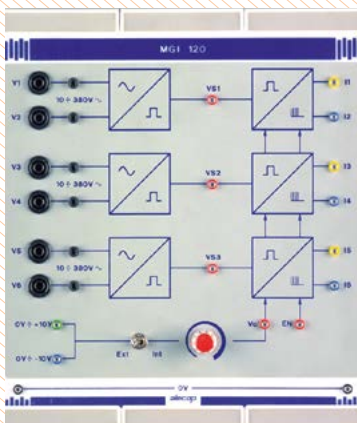 MGI 120
V1
10 ÷ 380V ~
V2
VS1
I1
I2
V3
10 ÷ 380V ~
V4
VS2
I3
I4
V5
10 ÷ 380V ~
V6
VS3
I5
I6
0V ÷ +10V
0V ÷ -10V
Ext Int
Vc
EN
0V
alecop